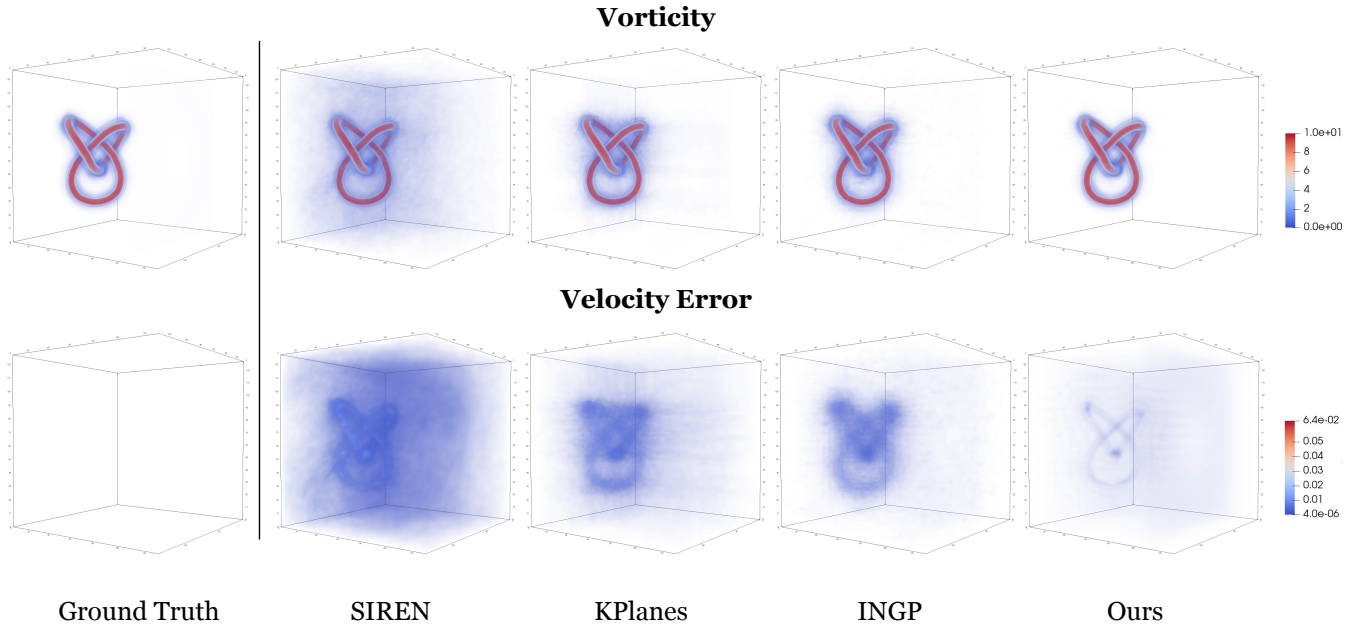 Vorticity
1.0e+01
8
6
4
2
0.0e+00
Velocity Error
6.4e-02
0.05
0.04
0.03
0.02
0.01
4.0e-06
Ground Truth SIREN KPlanes INGP Ours